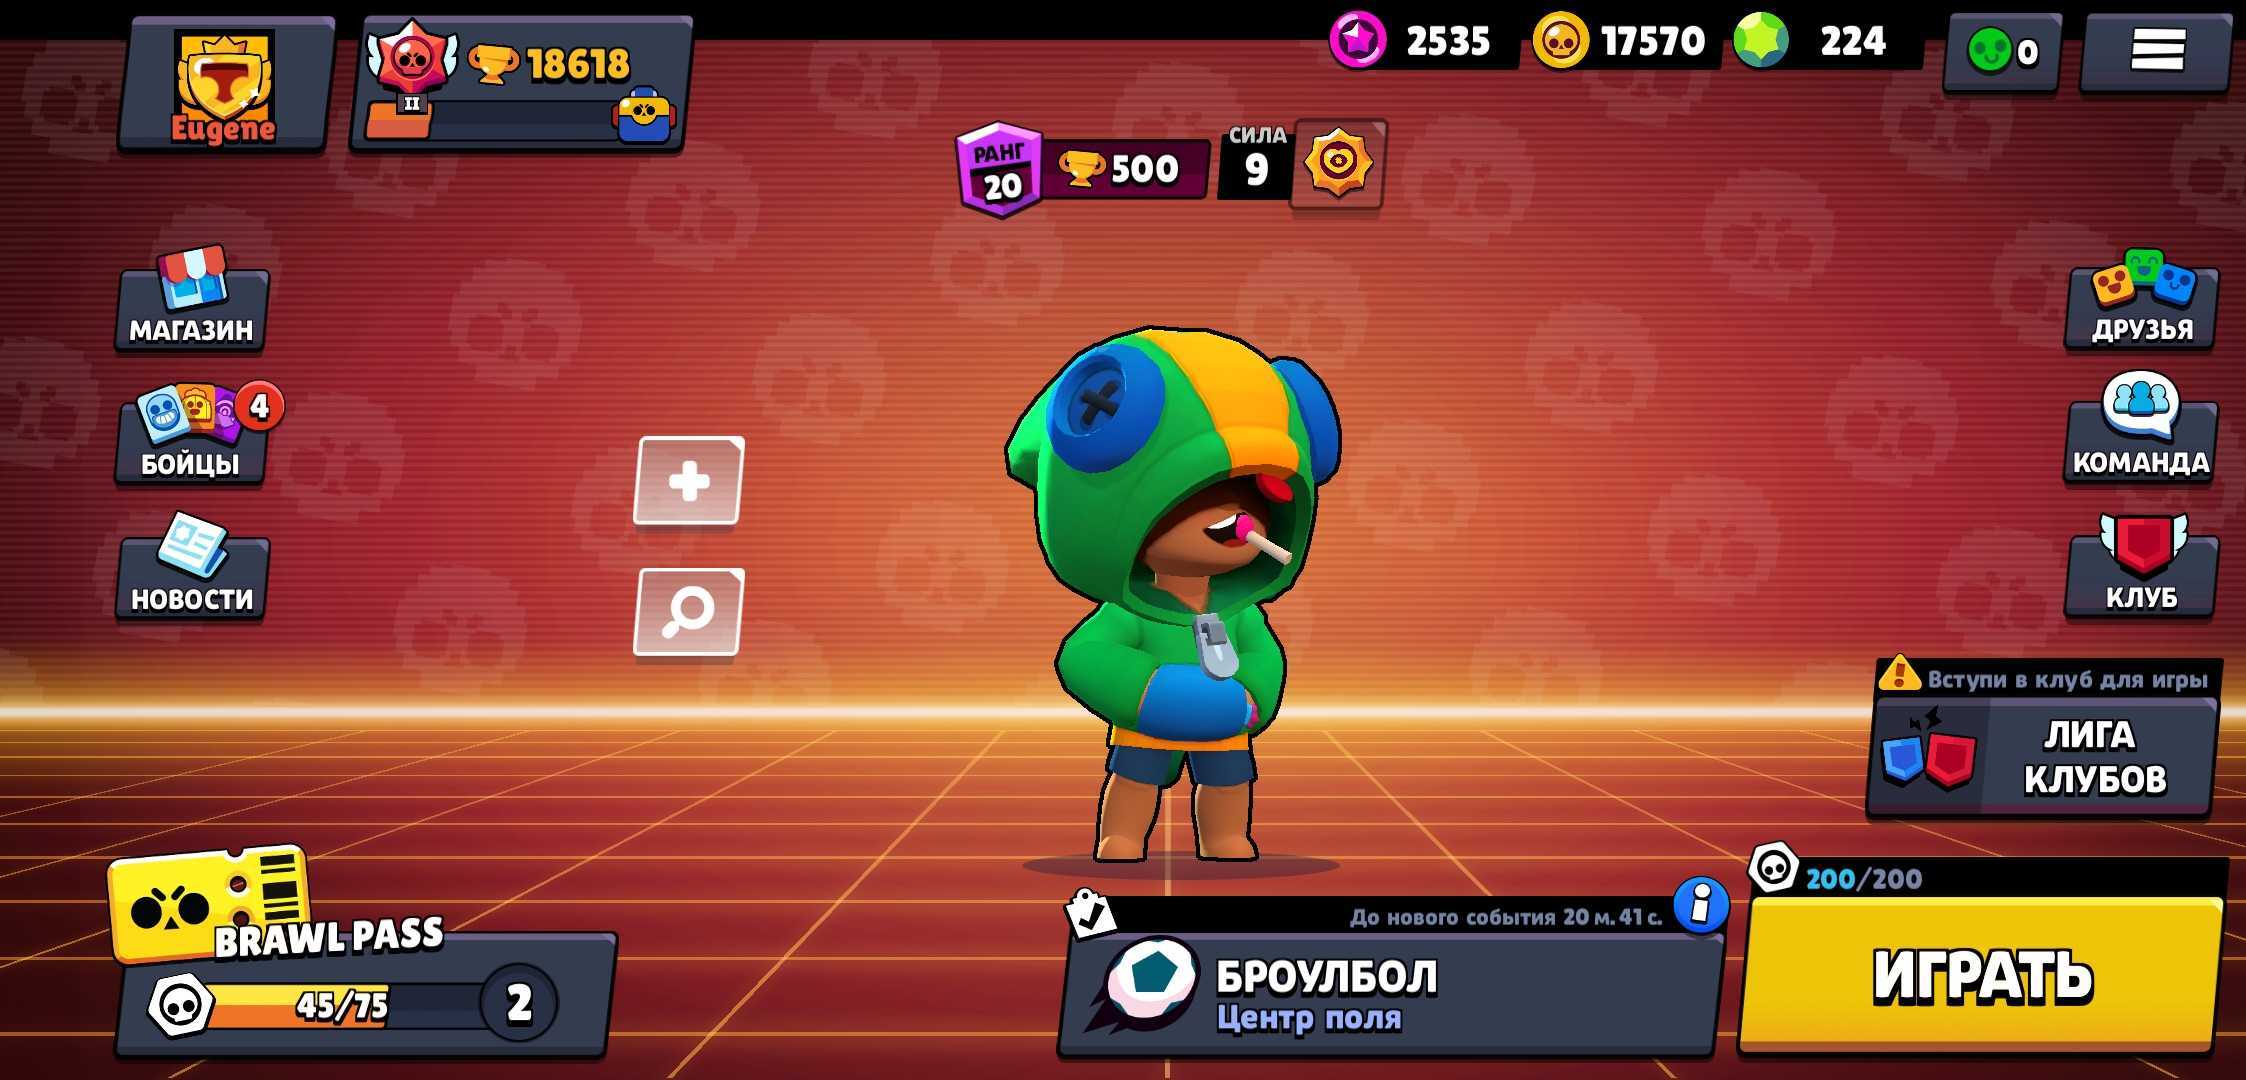 Eugene
II
18618
2535
17570
224
0
РАНГ
20
500
СИЛА
9
МАГАЗИН
БОЙЦЫ
4
НОВОСТИ
ДРУЗЬЯ
КОМАНДА
КЛУБ
Вступи в клуб для игры
ЛИГА
КЛУБОВ
BRAWL PASS
45/75
2
До нового события 20 м. 41 с.
БРОУЛБОЛ
Центр поля
200/200
ИГРАТЬ